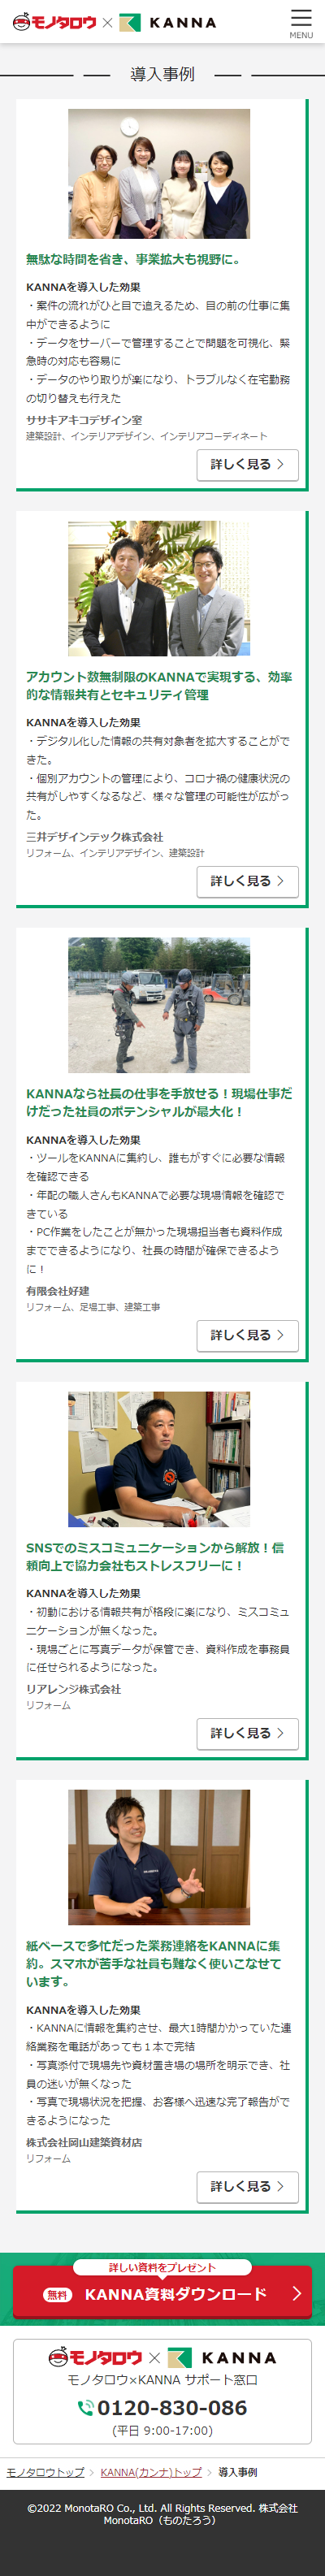 モノタロウ × KANNA
MENU
導入事例
無駄な時間を省き、事業拡大も視野に。
KANNAを導入した効果
・案件の流れがひと目で追えるため、目の前の仕事に集
中ができるように
・データをサーバーで管理することで問題を可視化、緊
急時の対応も容易に
・データのやり取りが楽になり、トラブルなく在宅勤務
の切り替えも行えた
ササキアキコデザイン室
建築設計、インテリアデザイン、インテリアコーディネート
詳しく見る
アカウント数無制限のKANNAで実現する、効率
的な情報共有とセキュリティ管理
KANNAを導入した効果
・デジタル化した情報の共有対象者を拡大することがで
きた。
・個別アカウントの管理により、コロナ禍の健康状況の
共有がしやすくなるなど、様々な管理の可能性が広がっ
た。
三井デザインテック株式会社
リフォーム、インテリアデザイン、建築設計
詳しく見る
KANNAなら社長の仕事を手放せる！現場仕事だ
けだった社員のポテンシャルが最大化！
KANNAを導入した効果
・ツールをKANNAに集約し、誰もがすぐに必要な情報
を確認できる
・年配の職人さんもKANNAで必要な現場情報を確認で
きている
・PC作業をしたことが無かった現場担当者も資料作成
までできるようになり、社長の時間が確保できるよう
に！
有限会社好建
リフォーム、足場工事、建築工事
詳しく見る
SNSでのミスコミュニケーションから解放！信
頼向上で協力会社もストレスフリーに！
KANNAを導入した効果
・初動における情報共有が格段に楽になり、ミスコミュ
ニケーションが無くなった。
・現場ごとに写真データが保管でき、資料作成を事務員
に任せられるようになった。
リアレンジ株式会社
リフォーム
詳しく見る
紙ベースで多忙だった業務連絡をKANNAに集
約。スマホが苦手な社員も難なく使いこなせて
います。
KANNAを導入した効果
・KANNAに情報を集約させ、最大1時間かかっていた連
絡業務を電話があっても１本で完結
・写真添付で現場先や資材置き場の場所を明示でき、社
員の迷いが無くなった
・写真で現場状況を把握、お客様へ迅速な完了報告がで
きるようになった
株式会社岡山建築資材店
リフォーム
詳しく見る
詳しい資料をプレゼント
無料 KANNA資料ダウンロード
モノタロウ × KANNA
モノタロウ×KANNA サポート窓口
0120-830-086
(平日 9:00-17:00)
モノタロウトップ KANNA(カンナ)トップ 導入事例
©2022 MonotaRO Co., Ltd. All Rights Reserved. 株式会社
MonotaRO（ものたろう）